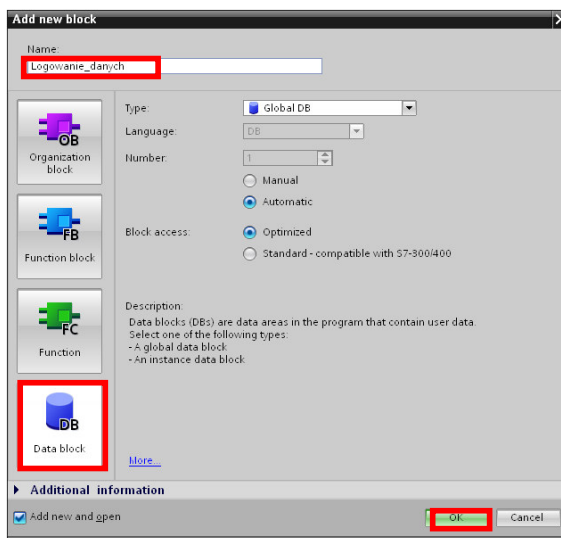 Add new block
Name:
Logowanie_danych
OB
Organization
block
FB
Function block
FC
Function
DB
Data block
Type: Global DB
Language: DB
Number: 1
Manual
Automatic
Block access: Optimized
Standard - compatible with S7-300/400
Description:
Data blocks (DBs) are data areas in the program that contain user data.
Select one of the following types:
- A global data block
- An instance data block
More...
Additional information
Add new and open
OK Cancel